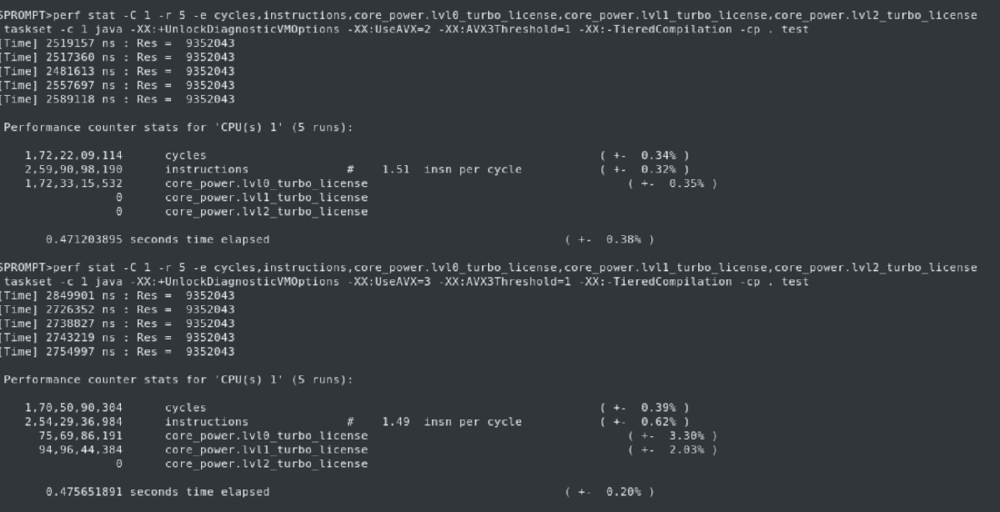 SPROMPT>perf stat -C 1 -r 5 -e cycles,instructions,core_power.lvl0_turbo_license,core_power.lvl1_turbo_license,core_power.lvl2_turbo_license
taskset -c 1 java -XX:+UnlockDiagnosticVMOptions -XX:UseAVX=2 -XX:AVX3Threshold=1 -XX:-TieredCompilation -cp . test
[Time] 2519157 ns : Res = 9352043
[Time] 2517360 ns : Res = 9352043
[Time] 2481613 ns : Res = 9352043
[Time] 2557697 ns : Res = 9352043
[Time] 2589118 ns : Res = 9352043
Performance counter stats for 'CPU(s) 1' (5 runs):
1,72,22,09,114 cycles ( +- 0.34% )
2,59,90,98,190 instructions # 1.51 insn per cycle ( +- 0.32% )
1,72,33,15,532 core_power.lvl0_turbo_license ( +- 0.35% )
0 core_power.lvl1_turbo_license
0 core_power.lvl2_turbo_license
0.471203895 seconds time elapsed ( +- 0.38% )
SPROMPT>perf stat -C 1 -r 5 -e cycles,instructions,core_power.lvl0_turbo_license,core_power.lvl1_turbo_license,core_power.lvl2_turbo_license
taskset -c 1 java -XX:+UnlockDiagnosticVMOptions -XX:UseAVX=3 -XX:AVX3Threshold=1 -XX:-TieredCompilation -cp . test
[Time] 2849901 ns : Res = 9352043
[Time] 2726352 ns : Res = 9352043
[Time] 2738827 ns : Res = 9352043
[Time] 2743219 ns : Res = 9352043
[Time] 2754997 ns : Res = 9352043
Performance counter stats for 'CPU(s) 1' (5 runs):
1,70,50,90,304 cycles ( +- 0.39% )
2,54,29,36,984 instructions # 1.49 insn per cycle ( +- 0.62% )
75,69,86,191 core_power.lvl0_turbo_license ( +- 3.30% )
94,96,44,384 core_power.lvl1_turbo_license ( +- 2.03% )
0 core_power.lvl2_turbo_license
0.475651891 seconds time elapsed ( +- 0.20% )